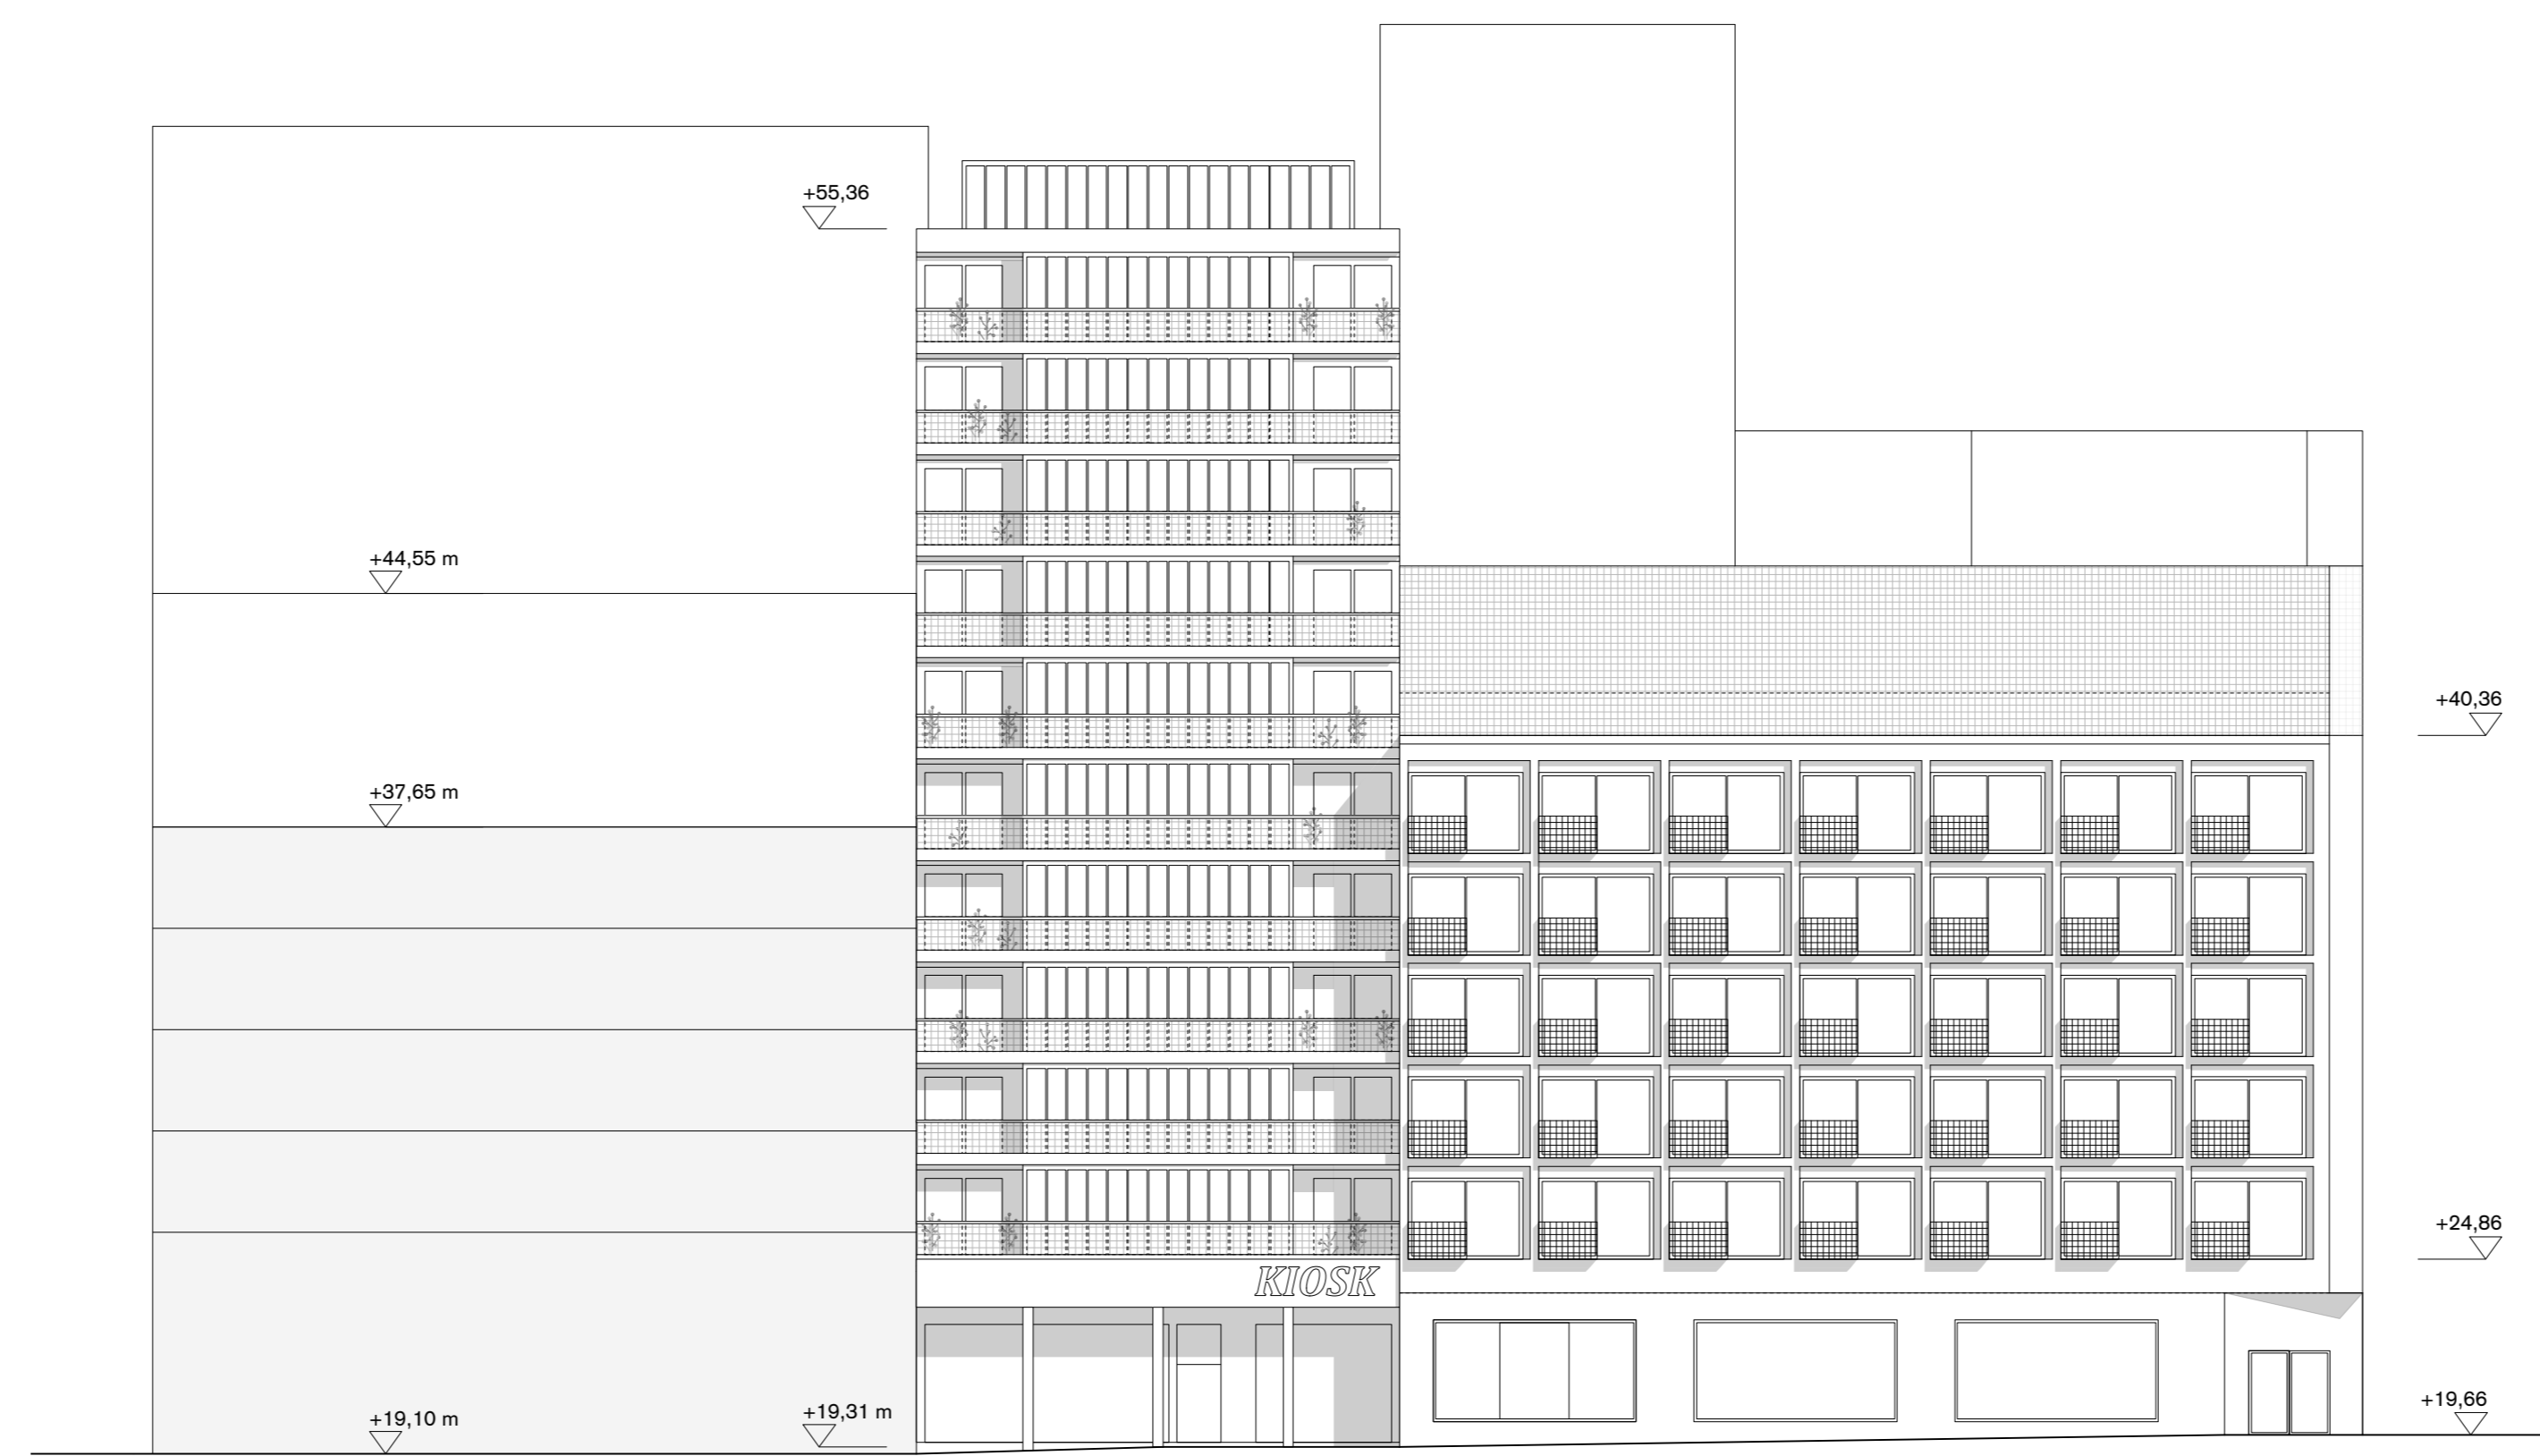 +55,36
+44,55 m
+40,36
+37,65 m
+24,86
KIOSK
+19,66
+19,31 m
+19,10 m